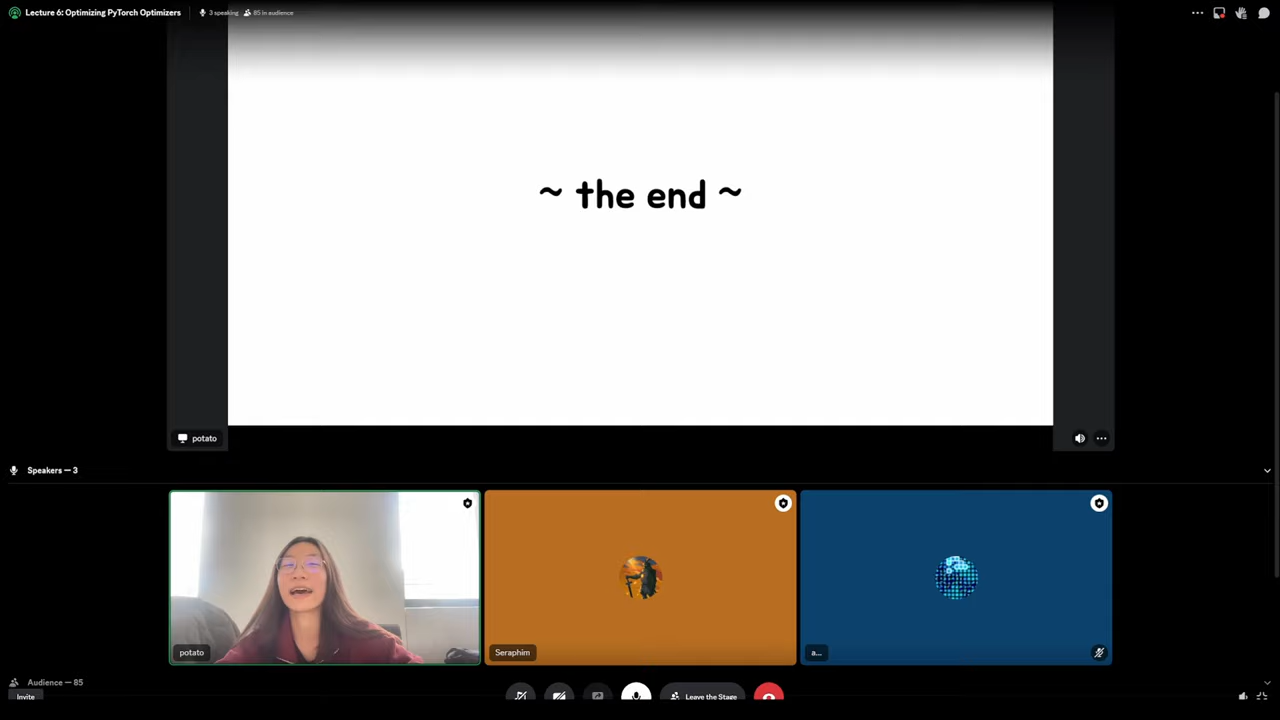 Lecture 6: Optimizing PyTorch Optimizers
3 speaking
85 in audience
~ the end ~
potato
Speakers — 3
potato
Seraphim
a...
Audience — 85
Invite
Leave the Stage